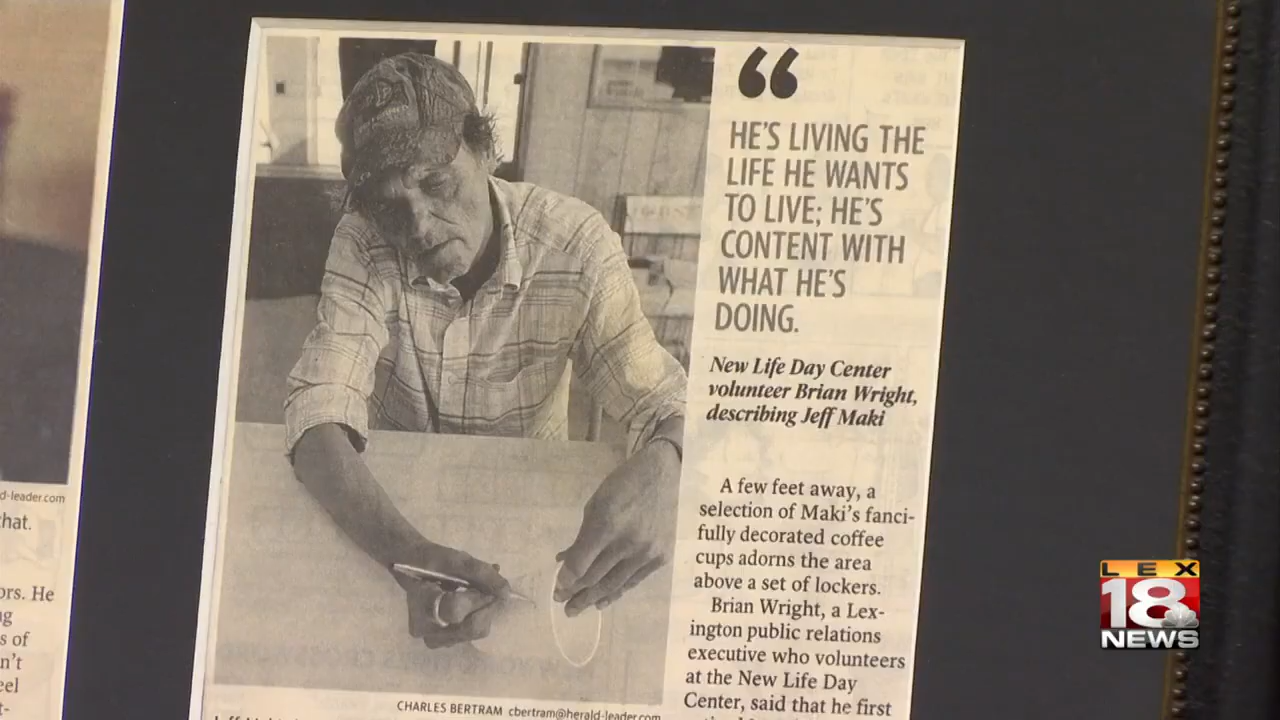 “
HE'S LIVING THE
LIFE HE WANTS
TO LIVE; HE'S
CONTENT WITH
WHAT HE'S
DOING.
New Life Day Center
volunteer Brian Wright,
describing Jeff Maki
A few feet away, a
selection of Maki's fanci-
fully decorated coffee
cups adorns the area
above a set of lockers.
Brian Wright, a Lex-
ington public relations
executive who volunteers
at the New Life Day
Center, said that he first
CHARLES BERTRAM cbertram@herald-leader.com
d-leader.com
that.
ors. He
s of
n't
eel
LEX
18
NEWS